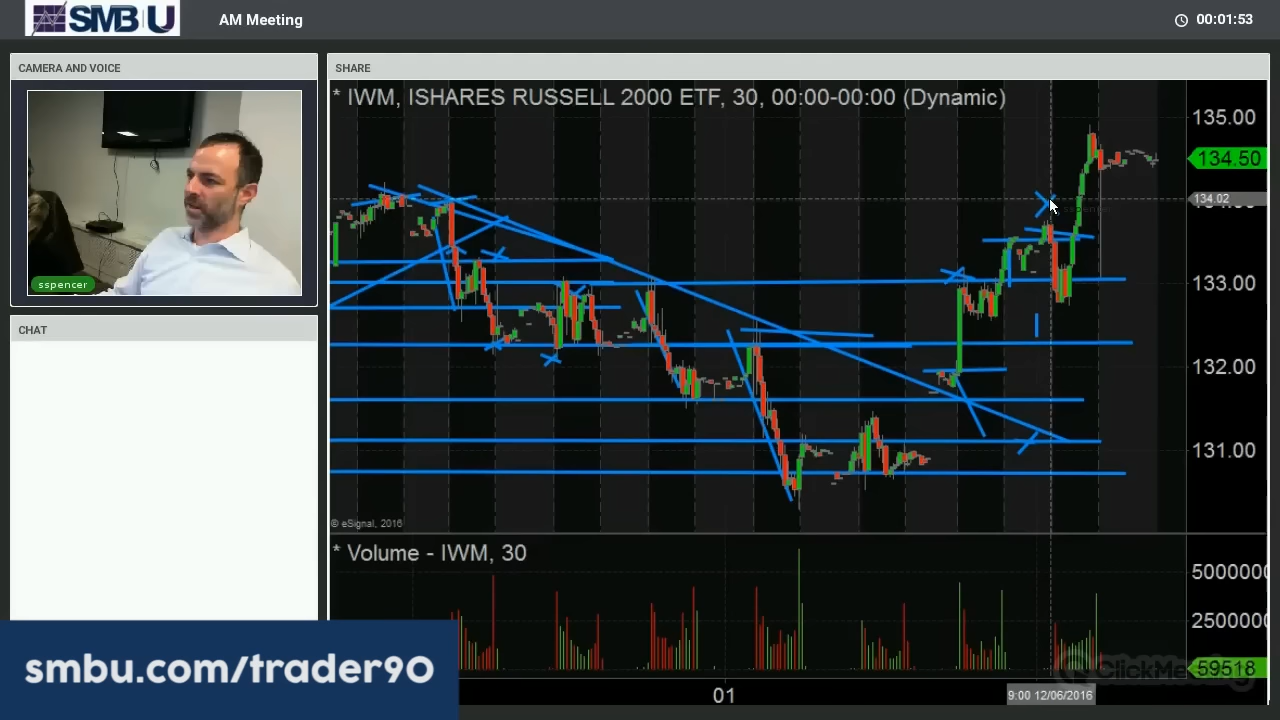 SMB U
AM Meeting
00:01:53
CAMERA AND VOICE
SHARE
* IWM, ISHARES RUSSELL 2000 ETF, 30, 00:00-00:00 (Dynamic)
135.00
134.50
134.02
sspencer
133.00
CHAT
132.00
131.00
© eSignal, 2016
* Volume - IWM, 30
5000000
2500000
smbu.com/trader90
ClickMeeting
59518
01
9:00 12/06/2016